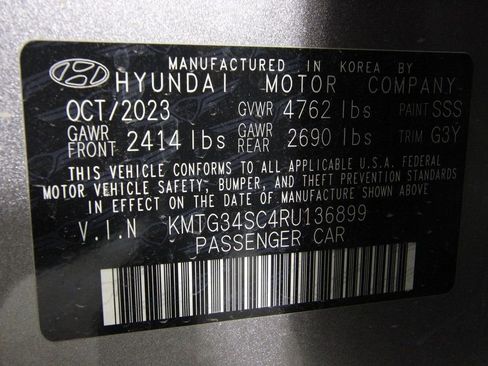 MANUFACTURED IN KOREA BY
HYUNDAI MOTOR COMPANY
OCT/2023 GVWR 4762 lbs PAINT SSS
GAWR FRONT 2414 lbs GAWR REAR 2690 lbs TRIM G3Y
THIS VEHICLE CONFORMS TO ALL APPLICABLE U.S.A. FEDERAL
MOTOR VEHICLE SAFETY, BUMPER, AND THEFT PREVENTION STANDARDS
IN EFFECT ON THE DATE OF MANUFACTURE SHOWN ABOVE.
V.I.N KMTG34SC4RU136899
PASSENGER CAR